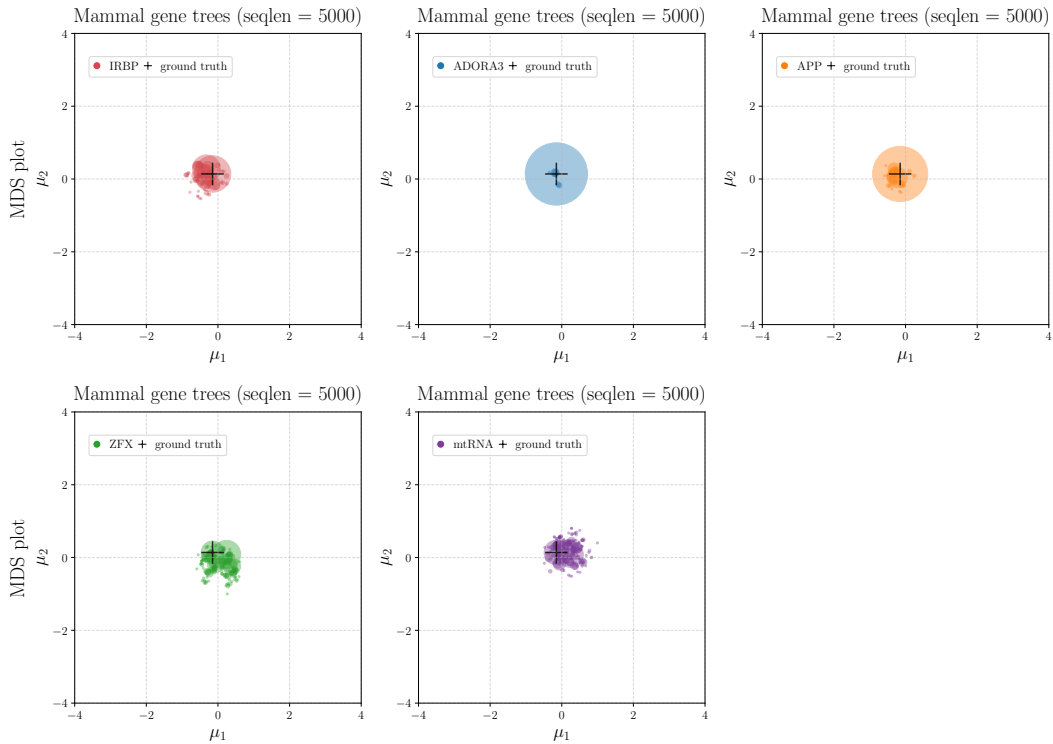 Mammal gene trees (seqlen = 5000)
IRBP + ground truth
MDS plot
μ₂
4
2
0
−2
−4
−4
−2
0
2
4
μ₁
Mammal gene trees (seqlen = 5000)
ADORA3 + ground truth
μ₂
4
2
0
−2
−4
−4
−2
0
2
4
μ₁
Mammal gene trees (seqlen = 5000)
APP + ground truth
μ₂
4
2
0
−2
−4
−4
−2
0
2
4
μ₁
Mammal gene trees (seqlen = 5000)
ZFX + ground truth
MDS plot
μ₂
4
2
0
−2
−4
−4
−2
0
2
4
μ₁
Mammal gene trees (seqlen = 5000)
mtRNA + ground truth
μ₂
4
2
0
−2
−4
−4
−2
0
2
4
μ₁